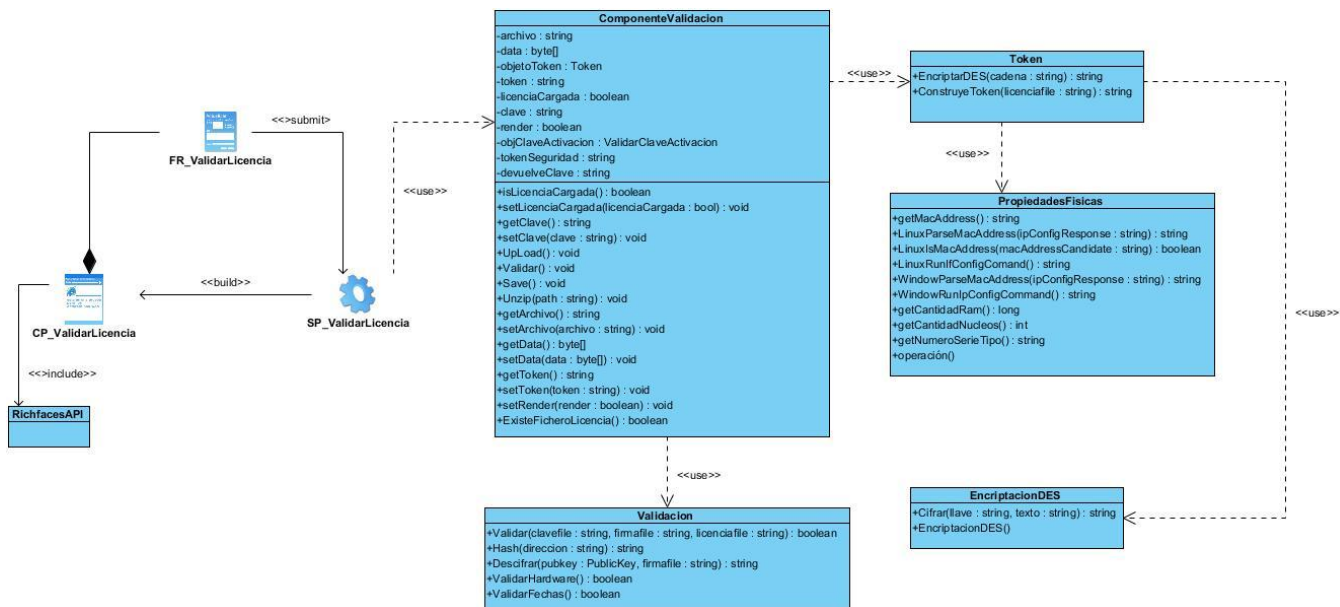 FR_ValidarLicencia
<<>submit>
CP_ValidarLicencia
<<build>>
SP_ValidarLicencia
<<>include>>
RichfacesAPI
<<use>>
ComponenteValidacion
-archivo : string
-data : byte[]
-objetoToken : Token
-token : string
-licenciaCargada : boolean
-clave : string
-render : boolean
-objClaveActivacion : ValidarClaveActivacion
-tokenSeguridad : string
-devuelveClave : string
+isLicenciaCargada() : boolean
+setLicenciaCargada(licenciaCargada : bool) : void
+getClave() : string
+setClave(clave : string) : void
+UpLoad() : void
+Validar() : void
+Save() : void
+Unzip(path : string) : void
+getArchivo() : string
+setArchivo(archivo : string) : void
+getData() : byte[]
+setData(data : byte[]) : void
+getToken() : string
+setToken(token : string) : void
+setRender(render : boolean) : void
+ExisteFicheroLicencia() : boolean
<<use>>
Validacion
+Validar(clavefile : string, firmafile : string, licenciafile : string) : boolean
+Hash(direccion : string) : string
+Descifrar(pubkey : PublicKey, firmafile : string) : string
+ValidarHardware() : boolean
+ValidarFechas() : boolean
<<use>>
Token
+EncriptarDES(cadena : string) : string
+ConstruyeToken(licenciafile : string) : string
<<use>>
PropiedadesFisicas
+getMacAddress() : string
+LinuxParseMacAddress(ipConfigResponse : string) : string
+LinuxIsMacAddress(macAddressCandidate : string) : boolean
+LinuxRunIfConfigComand() : string
+WindowParseMacAddress(ipConfigResponse : string) : string
+WindowRunIpConfigCommand() : string
+getCantidadRam() : long
+getCantidadNucleos() : int
+getNumeroSerieTipo() : string
+operación()
<<use>>
EncriptacionDES
+Cifrar(llave : string, texto : string) : string
+EncriptacionDES()